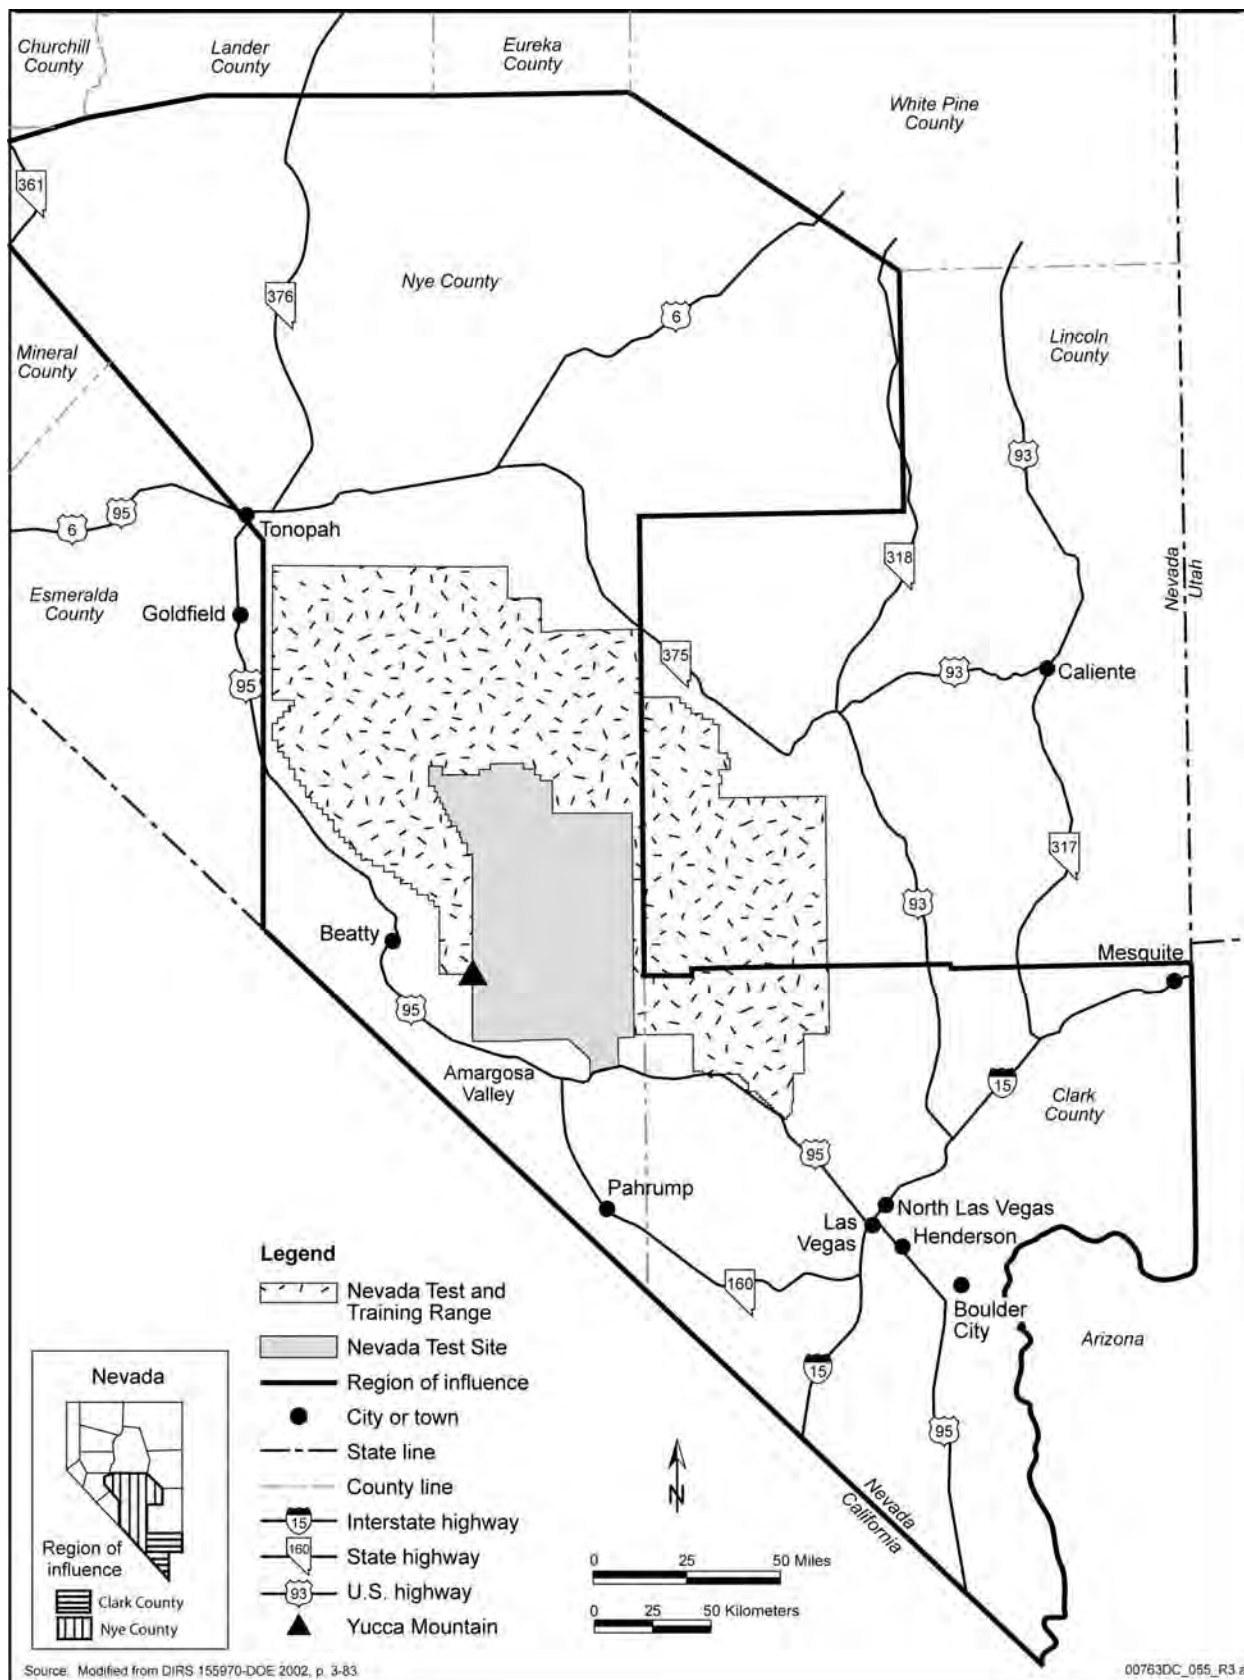 Churchill
County
Lander
County
Eureka
County
White Pine
County
361
Nye County
376
6
Mineral
County
Lincoln
County
93
95
6
Tonopah
318
Nevada
Utah
Esmeralda
County
Goldfield
95
375
93
Caliente
317
93
Beatty
Mesquite
95
Amargosa
Valley
15
Clark
County
95
Pahrump
North Las Vegas
Las
Vegas
Henderson
160
Boulder
City
Arizona
15
95
Nevada
California
Legend
Nevada Test and
Training Range
Nevada Test Site
Region of influence
City or town
State line
County line
15 Interstate highway
160 State highway
93 U.S. highway
Yucca Mountain
Nevada
Region of
influence
Clark County
Nye County
N
0 25 50 Miles
0 25 50 Kilometers
Source: Modified from DIRS 155970-DOE 2002, p. 3-83.
00763DC_055_R3